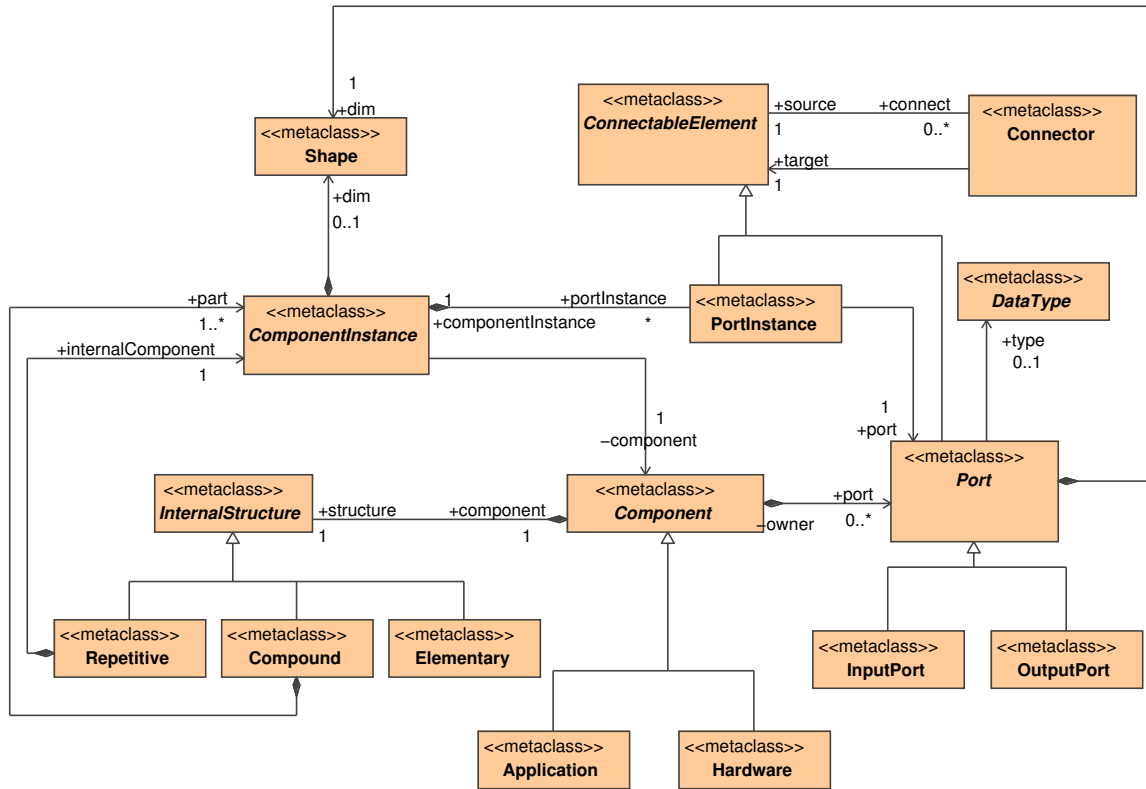 1
+dim
<<metaclass>>
Shape
+dim
0..1
<<metaclass>>
ConnectableElement
+source
+connect
1
0..*
+target
1
<<metaclass>>
Connector
+part
1..*
<<metaclass>>
ComponentInstance
1
+portInstance
+componentInstance
*
<<metaclass>>
PortInstance
<<metaclass>>
DataType
+type
0..1
+internalComponent
1
1
−component
1
+port
<<metaclass>>
InternalStructure
+structure
+component
1
1
<<metaclass>>
Component
+port
−owner
0..*
<<metaclass>>
Port
<<metaclass>>
Repetitive
<<metaclass>>
Compound
<<metaclass>>
Elementary
<<metaclass>>
InputPort
<<metaclass>>
OutputPort
<<metaclass>>
Application
<<metaclass>>
Hardware